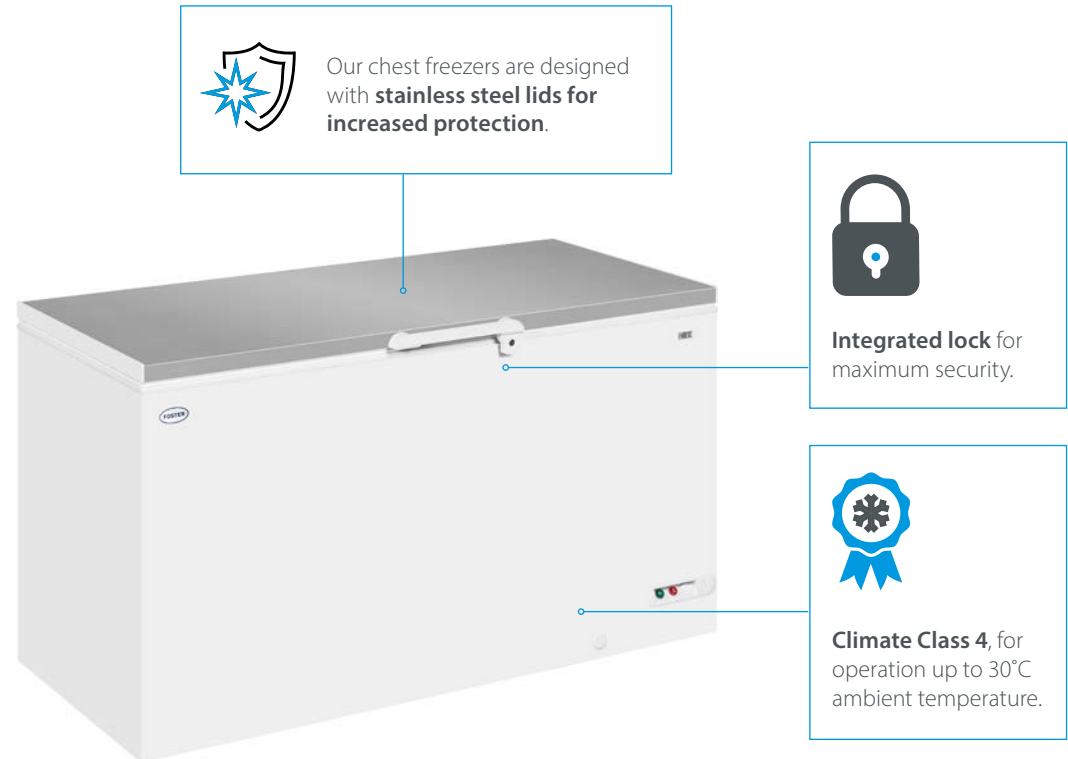 Our chest freezers are designed
with stainless steel lids for
increased protection.
Integrated lock for
maximum security.
FOSTER
Climate Class 4, for
operation up to 30˚C
ambient temperature.